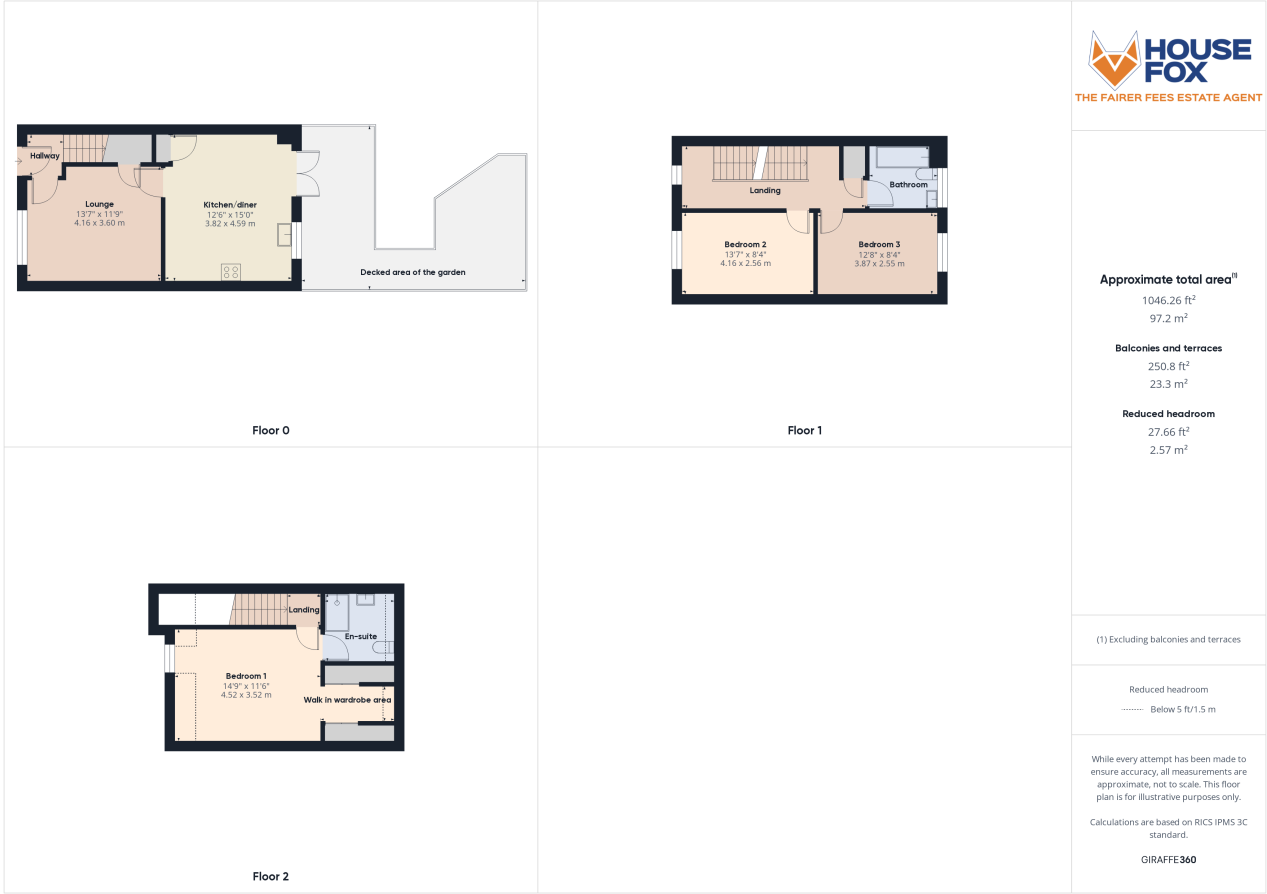 Hallway
Lounge
13'7" x 11'9"
4.16 x 3.60 m
Kitchen/diner
12'6" x 15'0"
3.82 x 4.59 m
Decked area of the garden
Floor 0
Landing
Bathroom
Bedroom 2
13'7" x 8'4"
4.16 x 2.56 m
Bedroom 3
12'8" x 8'4"
3.87 x 2.55 m
Floor 1
Landing
En-suite
Bedroom 1
14'9" x 11'6"
4.52 x 3.52 m
Walk in wardrobe area
Floor 2
HOUSE
FOX
THE FAIRER FEES ESTATE AGENT
Approximate total area(1)
1046.26 ft²
97.2 m²
Balconies and terraces
250.8 ft²
23.3 m²
Reduced headroom
27.66 ft²
2.57 m²
(1) Excluding balconies and terraces
Reduced headroom
Below 5 ft/1.5 m
While every attempt has been made to
ensure accuracy, all measurements are
approximate, not to scale. This floor
plan is for illustrative purposes only.
Calculations are based on RICS IPMS 3C
standard.
GIRAFFE360